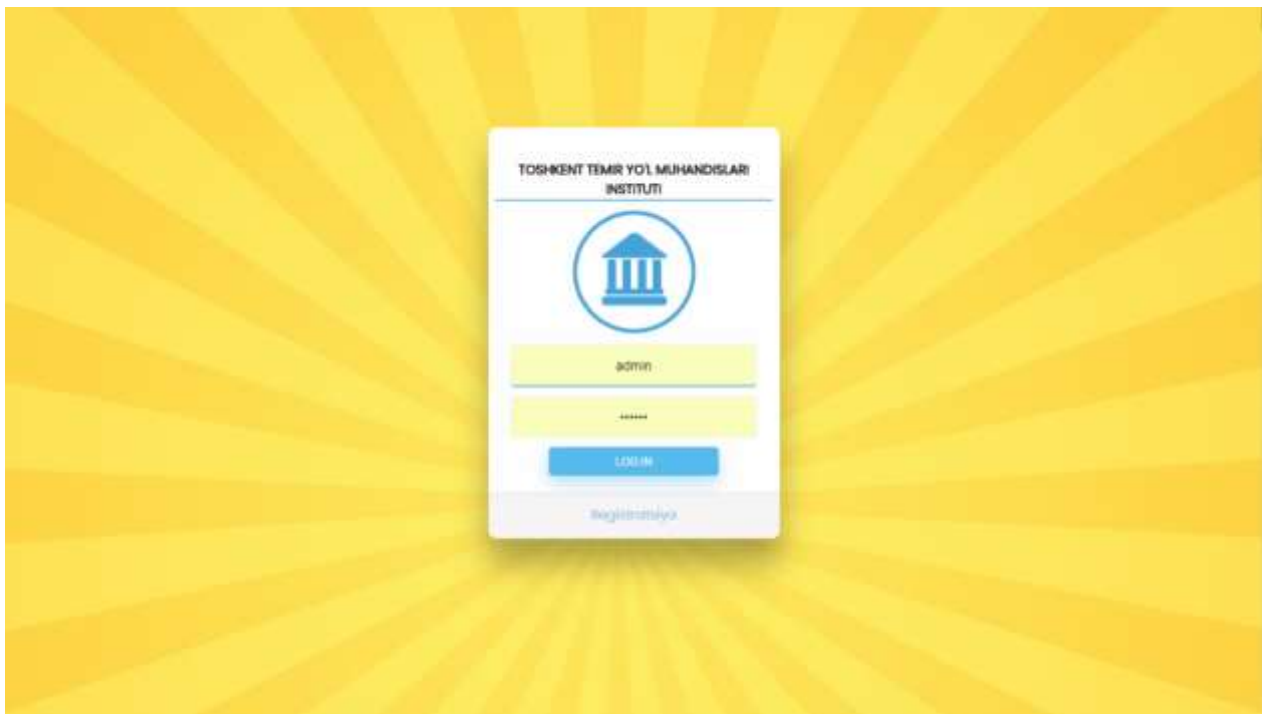 TOSHKENT TEMIR YO'L MUHANDISLARI
INSTITUTI
admin
•••••••
LOG IN
Registratsiya